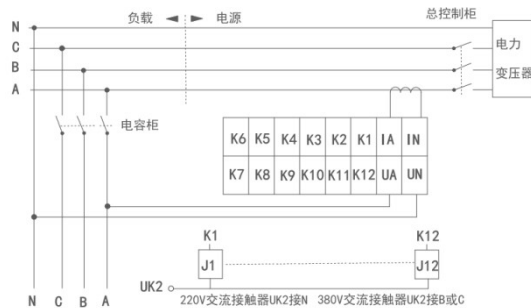 负载 电源 总控制柜
N
C 电力
B 变压器
A
电容柜
K6 K5 K4 K3 K2 K1 IA IN
K7 K8 K9 K10 K11 K12 UA UN
K1 K12
J1 J12
N C B A UK2 220V交流接触器UK2接N 380V交流接触器UK2接B或C